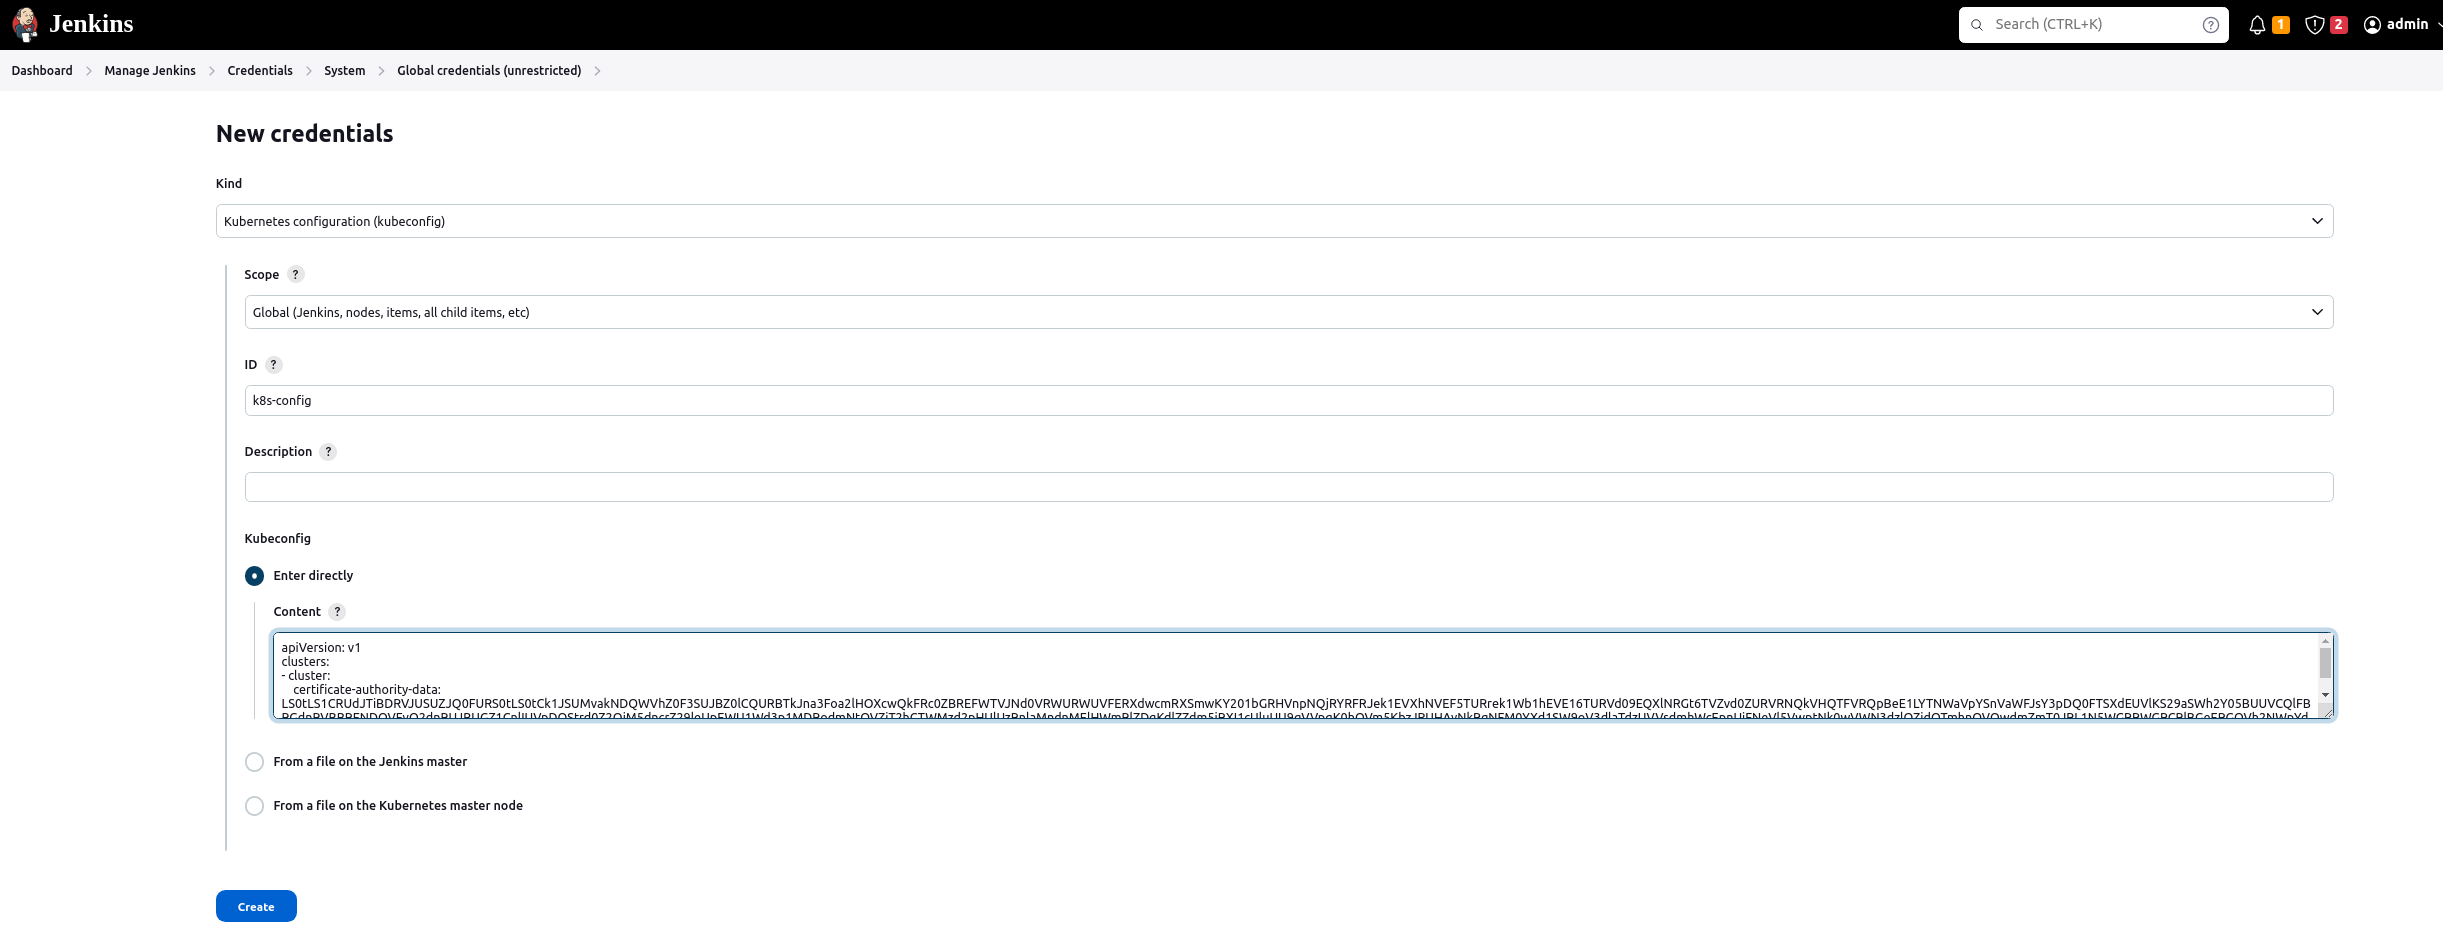 Jenkins
Search (CTRL+K)
1
2
admin
Dashboard
Manage Jenkins
Credentials
System
Global credentials (unrestricted)
New credentials
Kind
Kubernetes configuration (kubeconfig)
Scope ?
Global (Jenkins, nodes, items, all child items, etc)
ID ?
k8s-config
Description ?
Kubeconfig
Enter directly
Content ?
apiVersion: v1
clusters:
- cluster:
certificate-authority-data:
From a file on the Jenkins master
From a file on the Kubernetes master node
Create